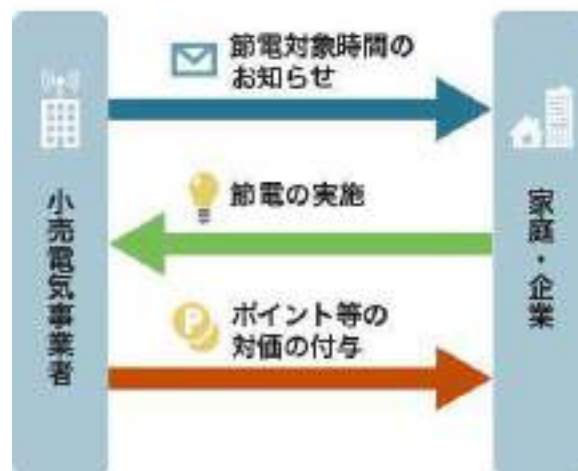 節電対象時間の
お知らせ
節電の実施
ポイント等の
対価の付与
小売電気事業者
家庭・企業
P